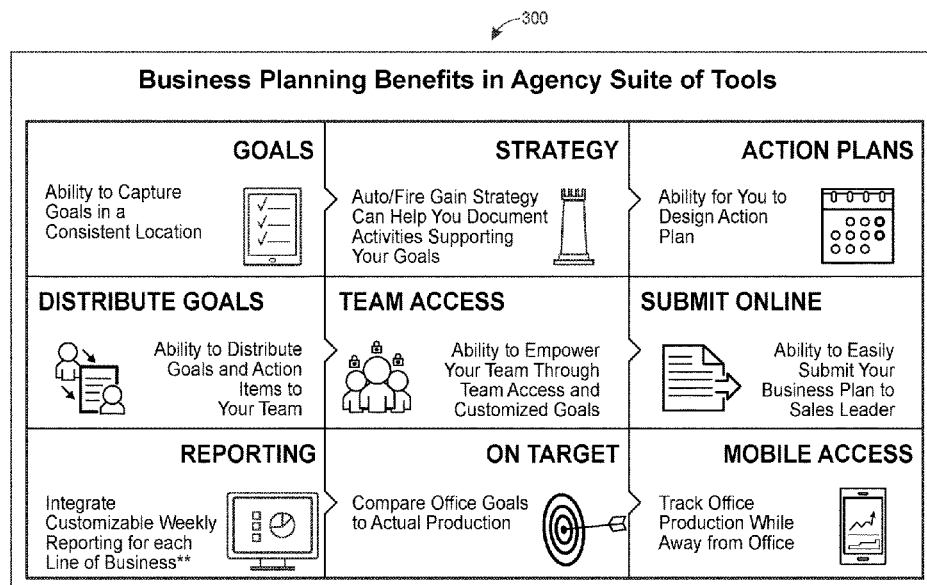 300
Business Planning Benefits in Agency Suite of Tools
GOALS
Ability to Capture
Goals in a
Consistent Location
STRATEGY
Auto/Fire Gain Strategy
Can Help You Document
Activities Supporting
Your Goals
ACTION PLANS
Ability for You to
Design Action
Plan
DISTRIBUTE GOALS
Ability to Distribute
Goals and Action
Items to
Your Team
TEAM ACCESS
Ability to Empower
Your Team Through
Team Access and
Customized Goals
SUBMIT ONLINE
Ability to Easily
Submit Your
Business Plan to
Sales Leader
REPORTING
Integrate
Customizable Weekly
Reporting for each
Line of Business**
ON TARGET
Compare Office Goals
to Actual Production
MOBILE ACCESS
Track Office
Production While
Away from Office